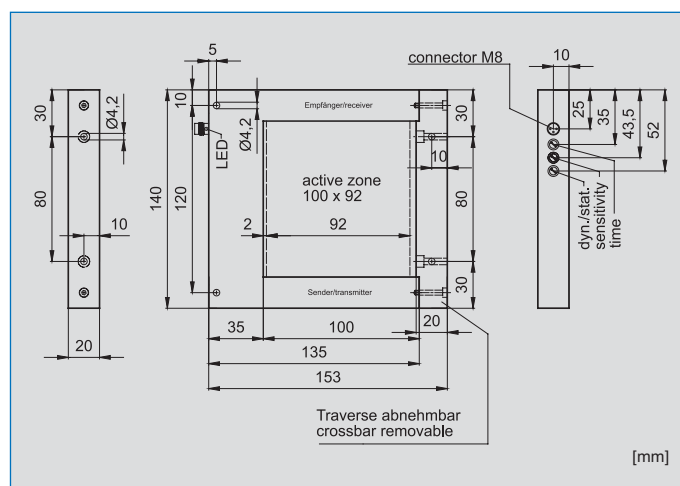 connector M8
10
5
30
Ø4,2
10
Empfänger/receiver
Ø4,2
LED
30
10
25
35
43,5
52
80
10
140
120
active zone
100 x 92
2
92
80
dyn./stat.
sensitivity
time
Sender/transmitter
30
20
35
100
20
135
153
Traverse abnehmbar
crossbar removable
[mm]